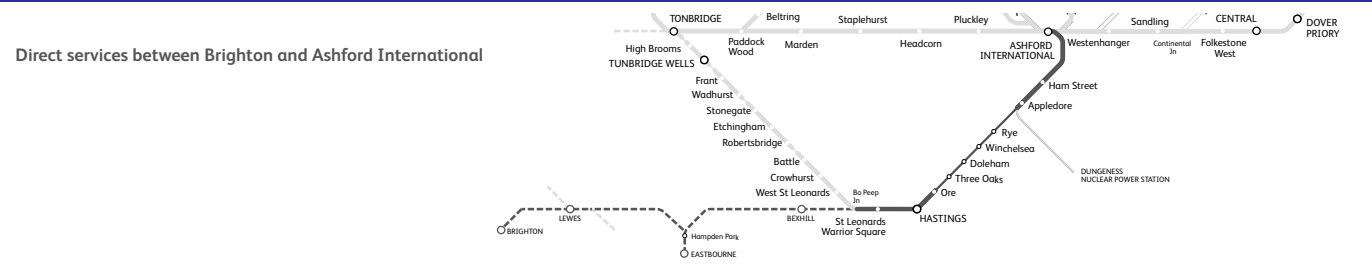 Direct services between Brighton and Ashford International
TONBRIDGE
Beltring
Staplehurst
Pluckley
Sandling
CENTRAL
DOVER
PRIORY
High Brooms
TUNBRIDGE WELLS
Paddock
Wood
Marden
Headcorn
ASHFORD
INTERNATIONAL
Westenhanger
Continental
Jn
Folkestone
West
Frant
Wadhurst
Stonegate
Etchingham
Robertsbridge
Battle
Crowhurst
West St Leonards
Ham Street
Appledore
Rye
Winchelsea
Doleham
Three Oaks
Ore
DUNGENESS
NUCLEAR POWER STATION
Bo Peep
Jn
HASTINGS
St Leonards
Warrior Square
BEXHILL
LEWES
BRIGHTON
Hampden Park
EASTBOURNE